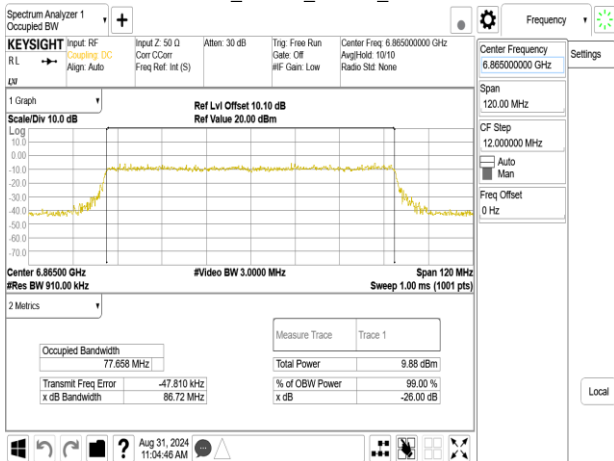 Spectrum Analyzer 1
Occupied BW
Frequency
KEYSIGHT
RL
LXI
Input: RF
Coupling: DC
Align: Auto
Input Z: 50 Ω
Corr CCorr
Freq Ref: Int (S)
Atten: 30 dB
Trig: Free Run
Gate: Off
#IF Gain: Low
Center Freq: 6.865000000 GHz
Avg|Hold: 10/10
Radio Std: None
Center Frequency
6.865000000 GHz
Settings
Span
120.00 MHz
CF Step
12.000000 MHz
Auto
Man
Freq Offset
0 Hz
Local
1 Graph
Scale/Div 10.0 dB
Ref Lvl Offset 10.10 dB
Ref Value 20.00 dBm
Log
10.0
0.00
-10.0
-20.0
-30.0
-40.0
-50.0
-60.0
-70.0
Center 6.86500 GHz
#Res BW 910.00 kHz
#Video BW 3.0000 MHz
Span 120 MHz
Sweep 1.00 ms (1001 pts)
2 Metrics
Measure Trace Trace 1
Occupied Bandwidth
77.658 MHz
Total Power 9.88 dBm
Transmit Freq Error -47.810 kHz
% of OBW Power 99.00 %
x dB Bandwidth 86.72 MHz
x dB -26.00 dB
?
Aug 31, 2024
11:04:46 AM